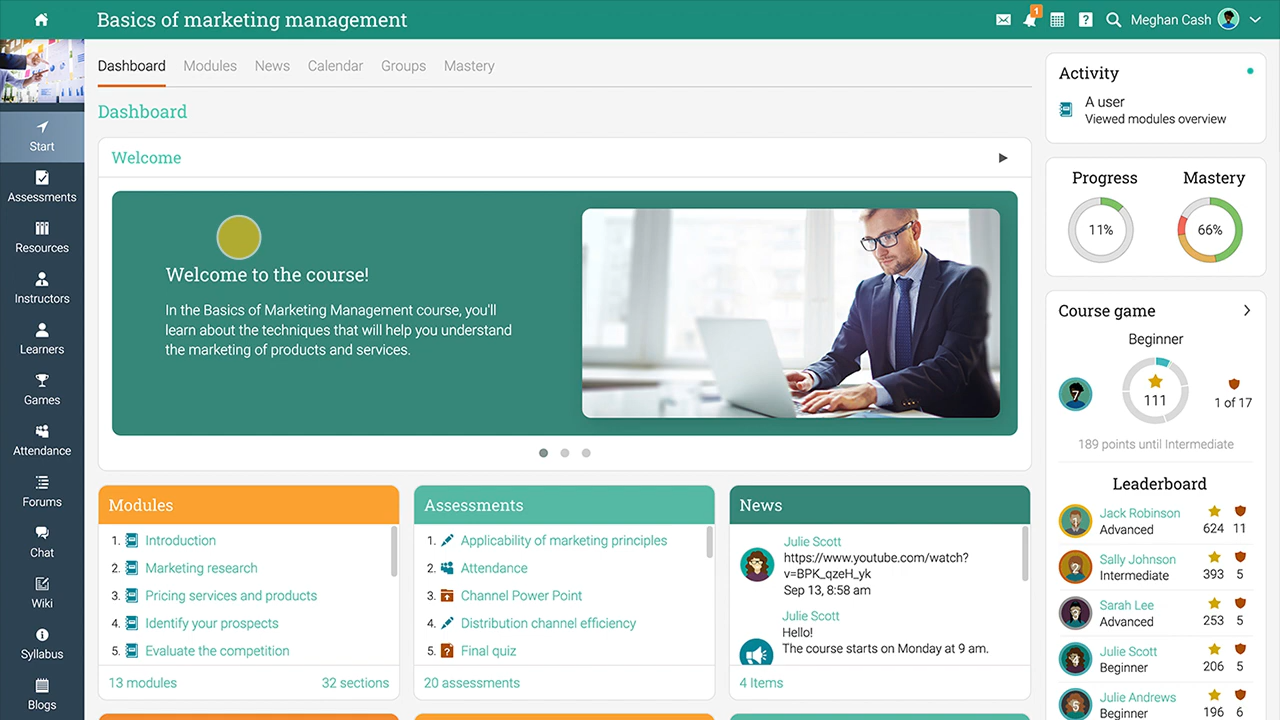 Basics of marketing management
1
Meghan Cash
Start
Assessments
Resources
Instructors
Learners
Games
Attendance
Forums
Chat
Wiki
Syllabus
Blogs
Dashboard
Modules
News
Calendar
Groups
Mastery
Dashboard
Welcome
Welcome to the course!
In the Basics of Marketing Management course, you'll
learn about the techniques that will help you understand
the marketing of products and services.
Modules
1. Introduction
2. Marketing research
3. Pricing services and products
4. Identify your prospects
5. Evaluate the competition
13 modules
32 sections
Assessments
1. Applicability of marketing principles
2. Attendance
3. Channel Power Point
4. Distribution channel efficiency
5. Final quiz
20 assessments
News
Julie Scott
https://www.youtube.com/watch?
v=BPK_qzeH_yk
Sep 13, 8:58 am
Julie Scott
Hello!
The course starts on Monday at 9 am.
4 Items
Activity
A user
Viewed modules overview
Progress
Mastery
11%
66%
Course game
Beginner
7
111
1 of 17
189 points until Intermediate
Leaderboard
1
Jack Robinson
Advanced
624 11
2
Sally Johnson
Intermediate
393 5
3
Sarah Lee
Advanced
253 5
4
Julie Scott
Beginner
206 5
5
Julie Andrews
Beginner
196 6